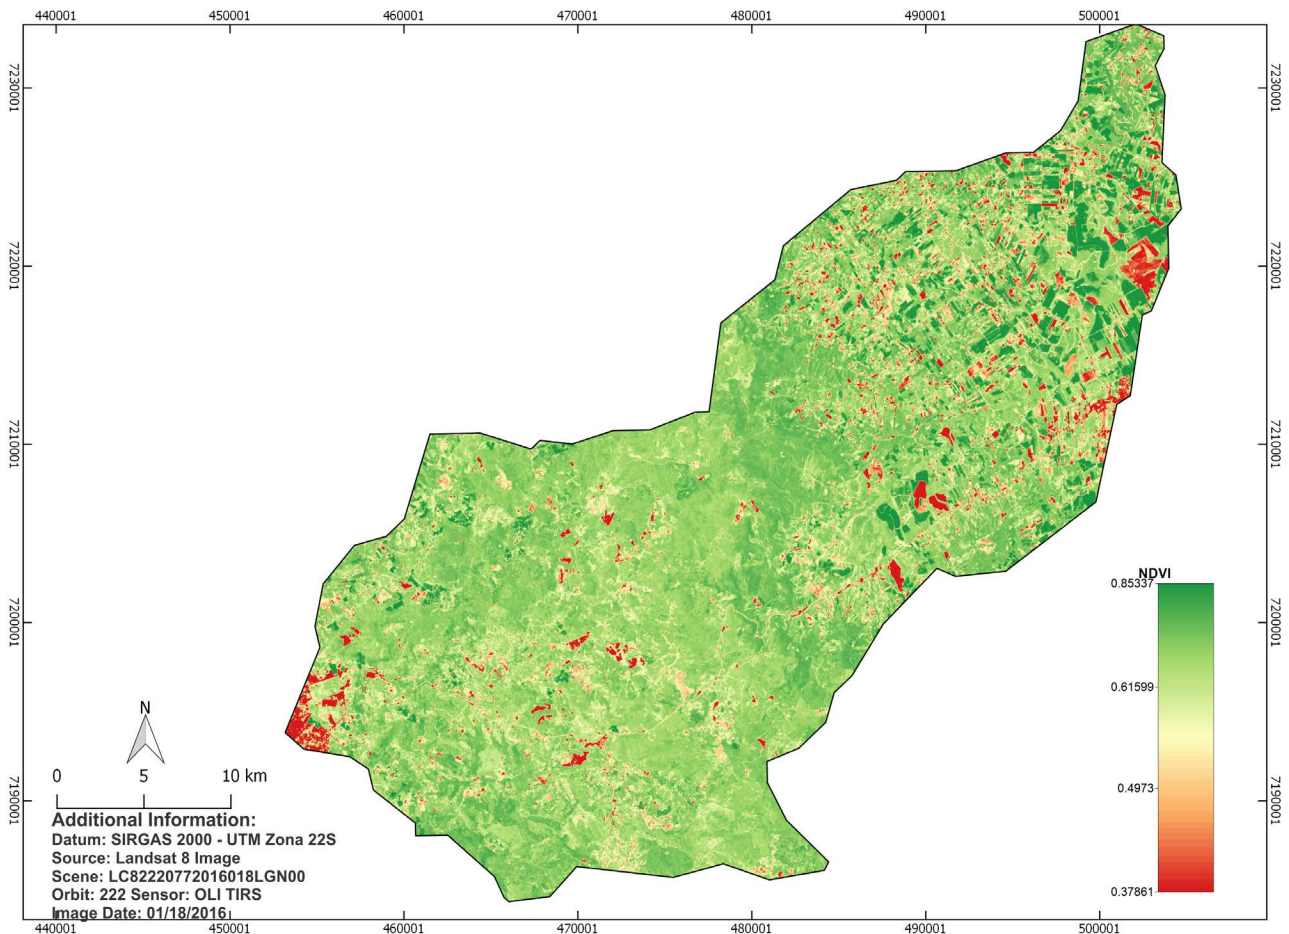 440001 450001 460001 470001 480001 490001 500001
7230001 7230001
7220001 7220001
7210001 7210001
7200001 7200001
7190001 7190001
NDVI
0.85337
0.61599
0.4973
0.37861
N
0 5 10 km
Additional Information:
Datum: SIRGAS 2000 - UTM Zona 22S
Source: Landsat 8 Image
Scene: LC82220772016018LGN00
Orbit: 222 Sensor: OLI TIRS
Image Date: 01/18/2016
440001 450001 460001 470001 480001 490001 500001